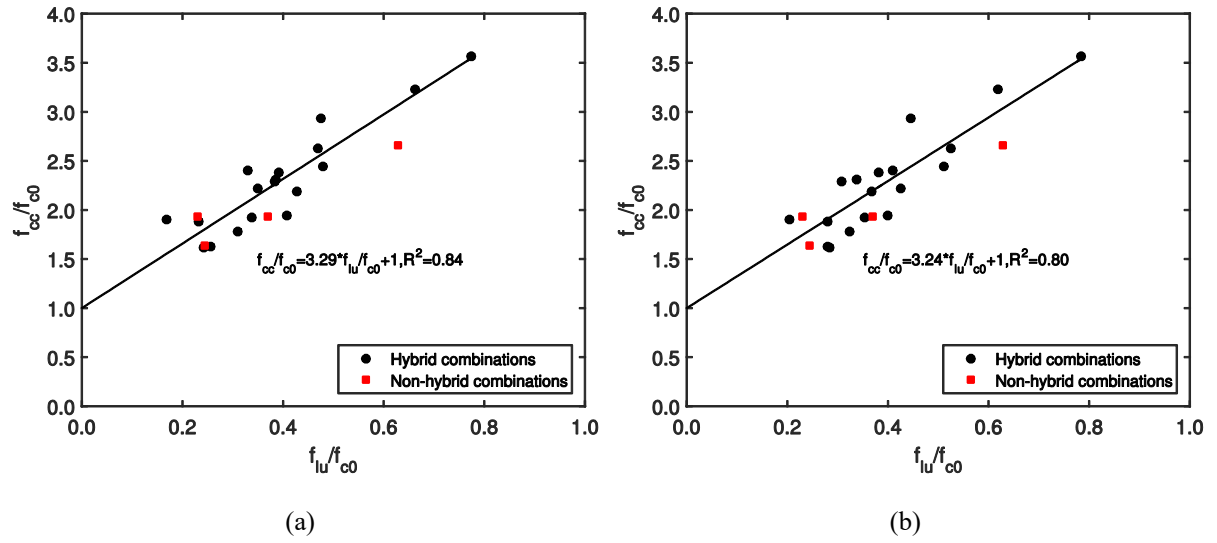 4.0
3.5
3.0
2.5
2.0
1.5
1.0
0.5
0.0
fcc/fc0
fcc/fc0=3.29*flu/fc0+1,R2=0.84
Hybrid combinations
Non-hybrid combinations
0.0 0.2 0.4 0.6 0.8 1.0
flu/fc0
(a)
4.0
3.5
3.0
2.5
2.0
1.5
1.0
0.5
0.0
fcc/fc0
fcc/fc0=3.24*flu/fc0+1,R2=0.80
Hybrid combinations
Non-hybrid combinations
0.0 0.2 0.4 0.6 0.8 1.0
flu/fc0
(b)